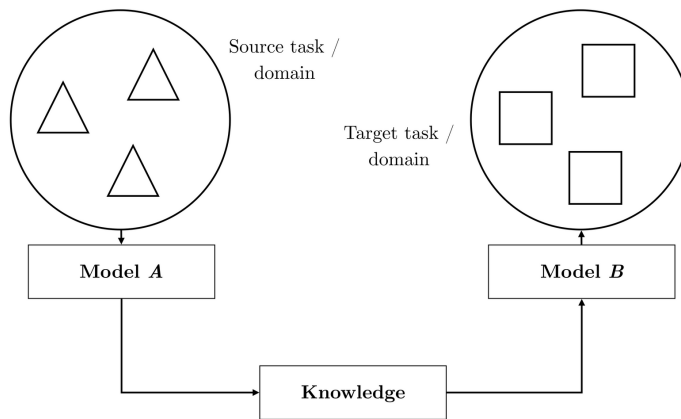 Source task /
domain
Target task /
domain
Model A
Model B
Knowledge